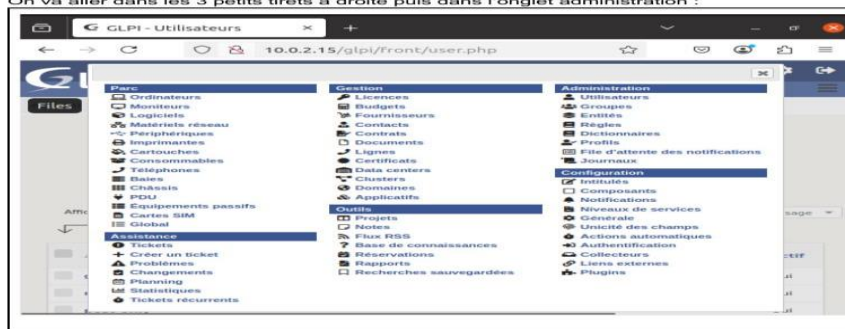 On va aller dans les 3 petits tirets à droite puis dans l'onglet administration :
GLPI - Utilisateurs
10.0.2.15/glpi/front/user.php
Files
Parc
Ordinateurs
Moniteurs
Logiciels
Matériels réseau
Périphériques
Imprimantes
Cartouches
Consommables
Téléphones
Baies
Châssis
PDU
Equipements passifs
Cartes SIM
Global
Assistance
Tickets
Créer un ticket
Problèmes
Changements
Planning
Statistiques
Tickets récurrents
Gestion
Licences
Budgets
Fournisseurs
Contacts
Contrats
Documents
Lignes
Certificats
Data centers
Clusters
Domaines
Applicatifs
Outils
Projets
Notes
Flux RSS
Base de connaissances
Réservations
Rapports
Recherches sauvegardées
Administration
Utilisateurs
Groupes
Entités
Règles
Dictionnaires
Profils
File d'attente des notifications
Journaux
Configuration
Intitulés
Composants
Notifications
Niveaux de services
Générale
Unicité des champs
Actions automatiques
Authentification
Collecteurs
Liens externes
Plugins